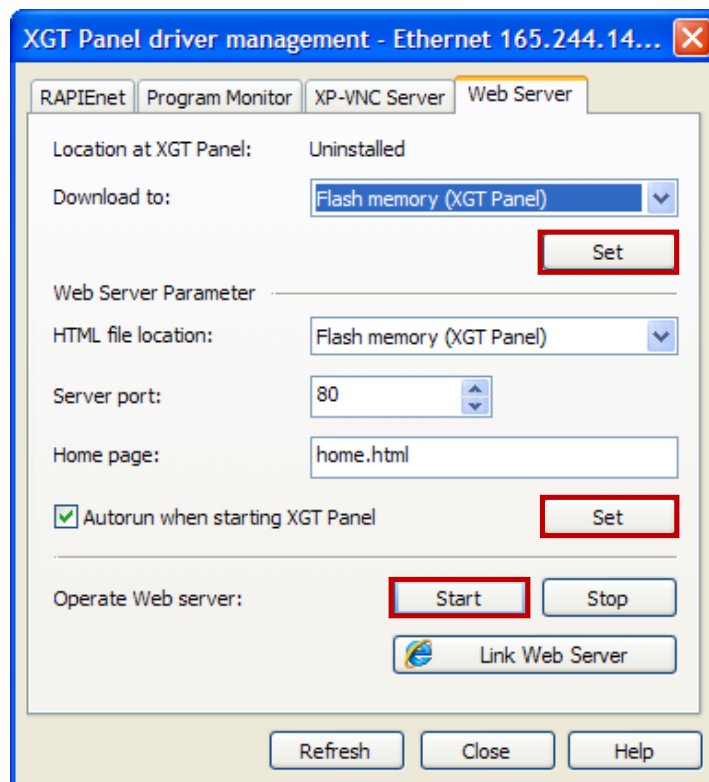 XGT Panel driver management - Ethernet 165.244.14...
RAPIEnet Program Monitor XP-VNC Server Web Server
Location at XGT Panel: Uninstalled
Download to: Flash memory (XGT Panel)
Set
Web Server Parameter
HTML file location: Flash memory (XGT Panel)
Server port: 80
Home page: home.html
Autorun when starting XGT Panel Set
Operate Web server: Start Stop
Link Web Server
Refresh Close Help